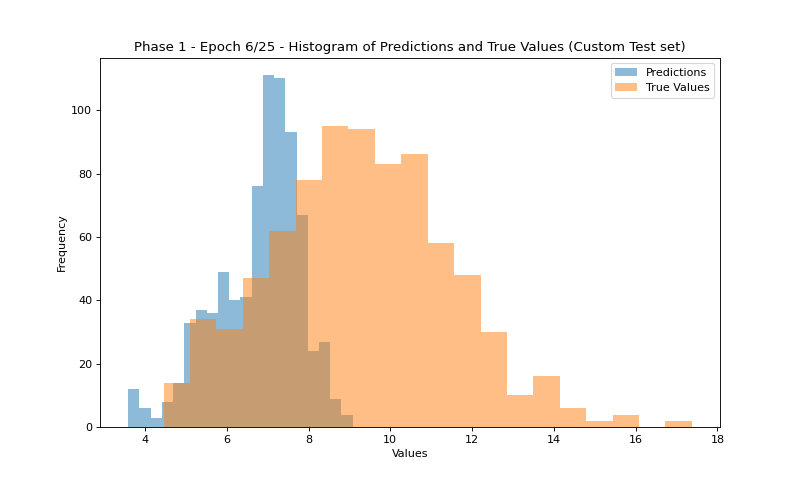 Phase 1 - Epoch 6/25 - Histogram of Predictions and True Values (Custom Test set)
Predictions
True Values
100
80
60
40
20
0
Frequency
4 6 8 10 12 14 16 18
Values